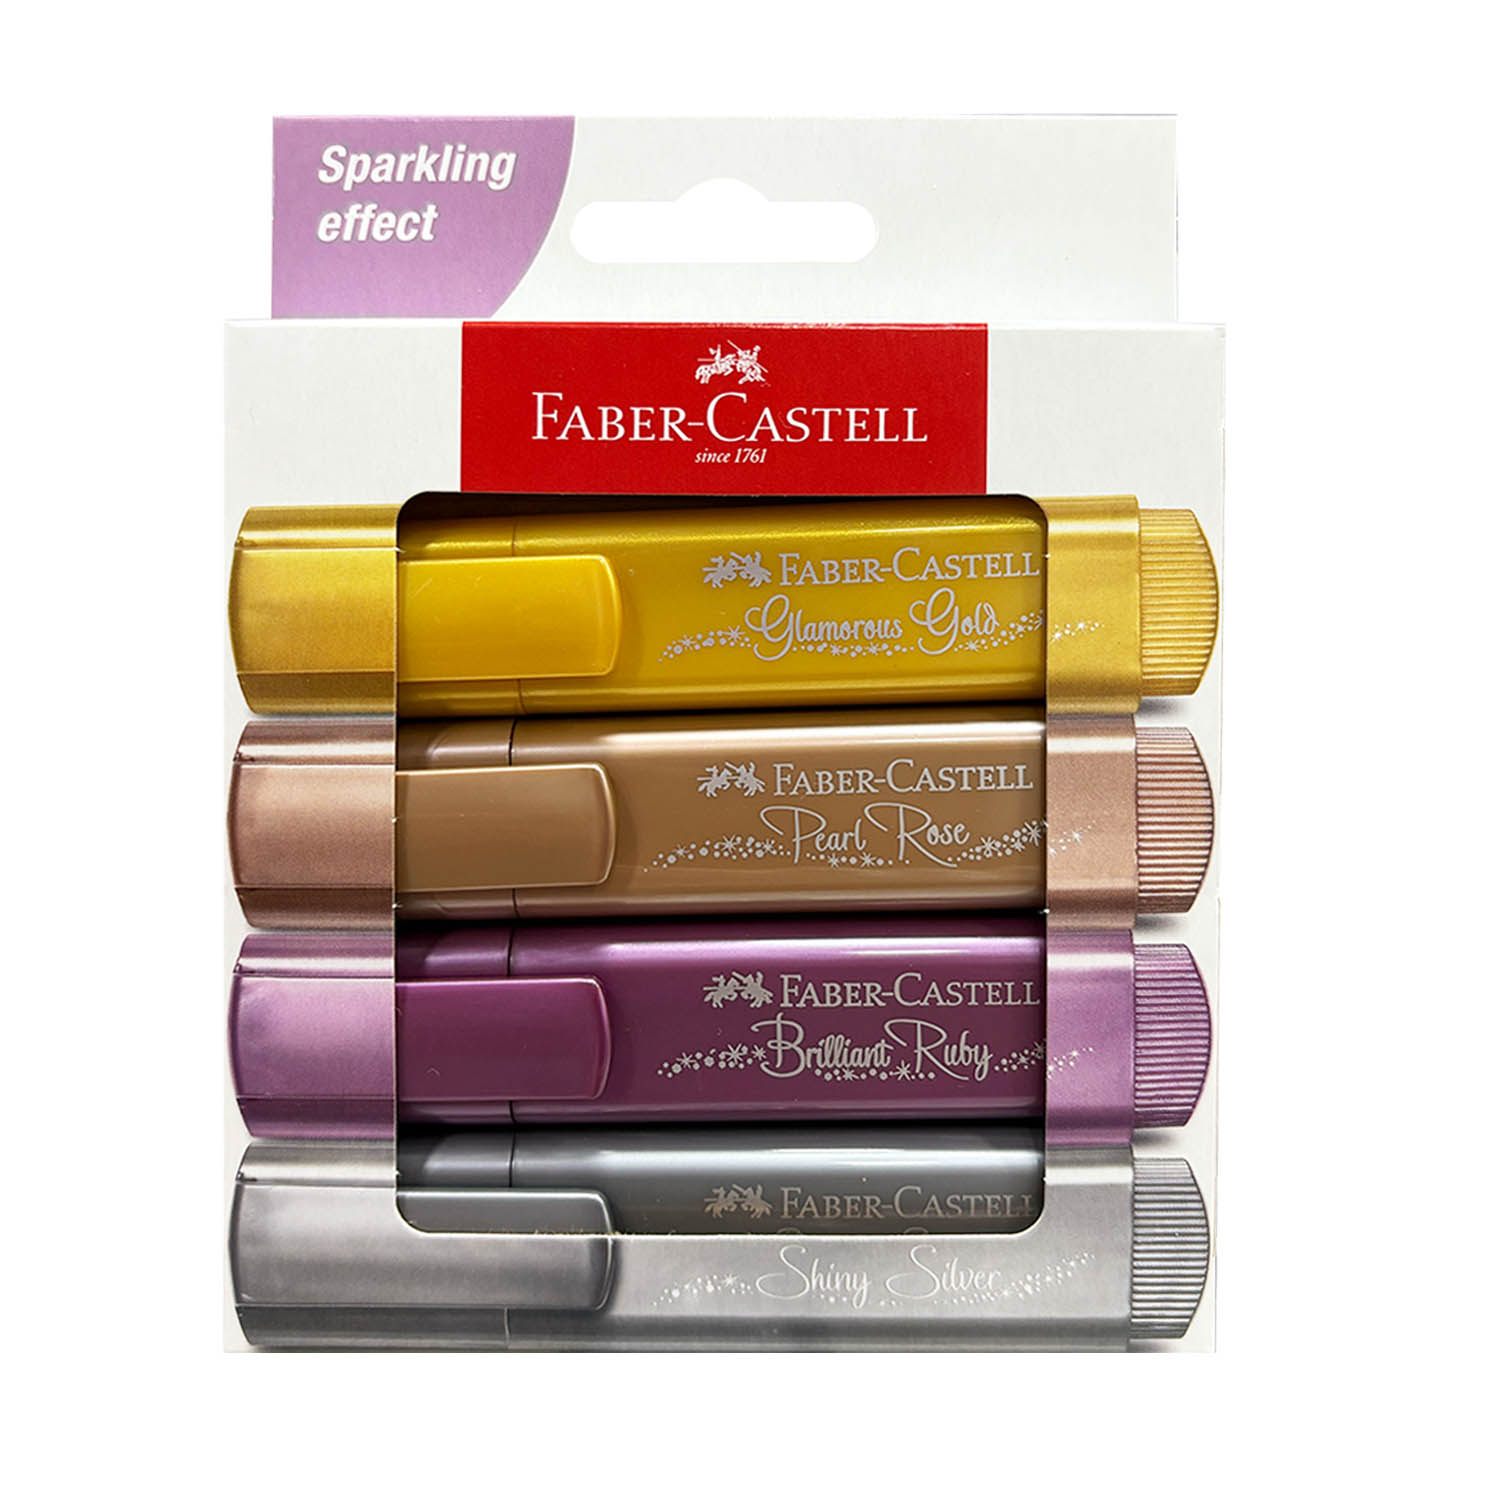 Sparkling
effect
FABER-CASTELL
since 1761
FABER-CASTELL
Glamorous Gold
FABER-CASTELL
Pearl Rose
FABER-CASTELL
Brilliant Ruby
FABER-CASTELL
Shiny Silver